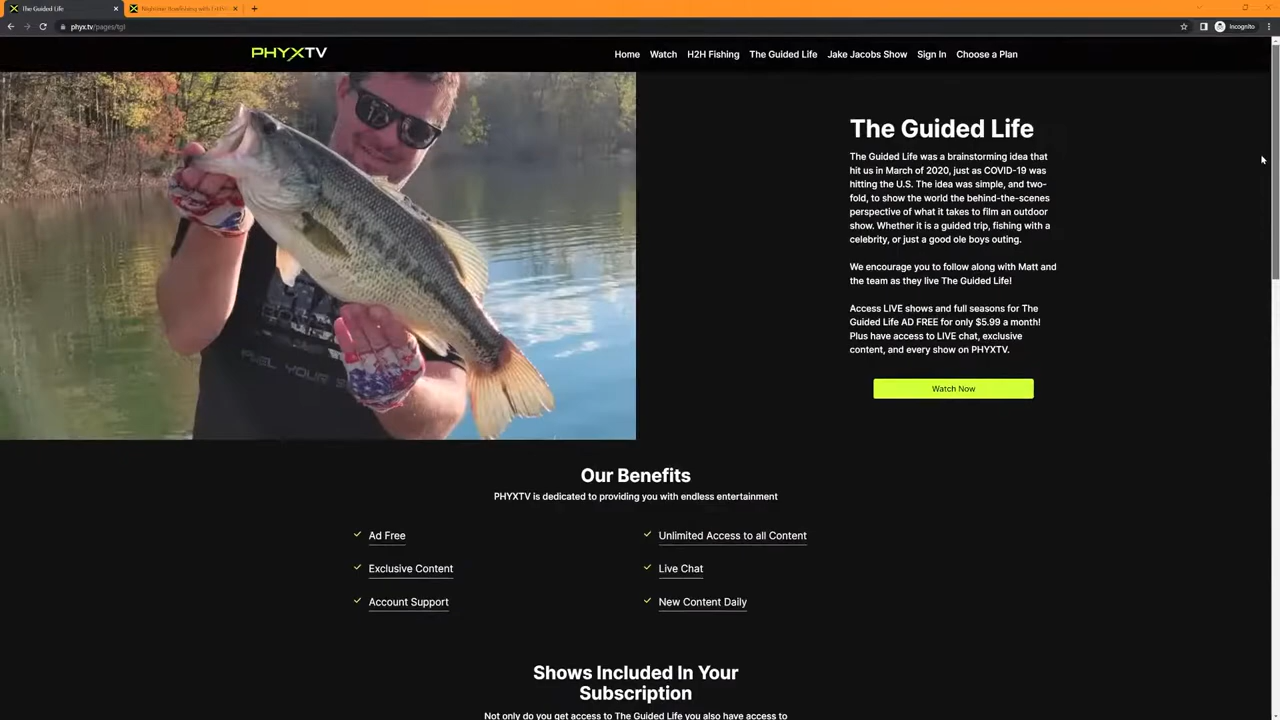 The Guided Life
Nighttime Bowfishing with
Incognito
phyx.tv/pages/tgl
PHYXTV
Home Watch H2H Fishing The Guided Life Jake Jacobs Show Sign In Choose a Plan
The Guided Life
The Guided Life was a brainstorming idea that
hit us in March of 2020, just as COVID-19 was
hitting the U.S. The idea was simple, and two-
fold, to show the world the behind-the-scenes
perspective of what it takes to film an outdoor
show. Whether it is a guided trip, fishing with a
celebrity, or just a good ole boys outing.
We encourage you to follow along with Matt and
the team as they live The Guided Life!
Access LIVE shows and full seasons for The
Guided Life AD FREE for only $5.99 a month!
Plus have access to LIVE chat, exclusive
content, and every show on PHYXTV.
Watch Now
FUEL YOUR
Our Benefits
PHYXTV is dedicated to providing you with endless entertainment
Ad Free
Unlimited Access to all Content
Exclusive Content
Live Chat
Account Support
New Content Daily
Shows Included In Your
Subscription
Not only do you get access to The Guided Life you also have access to